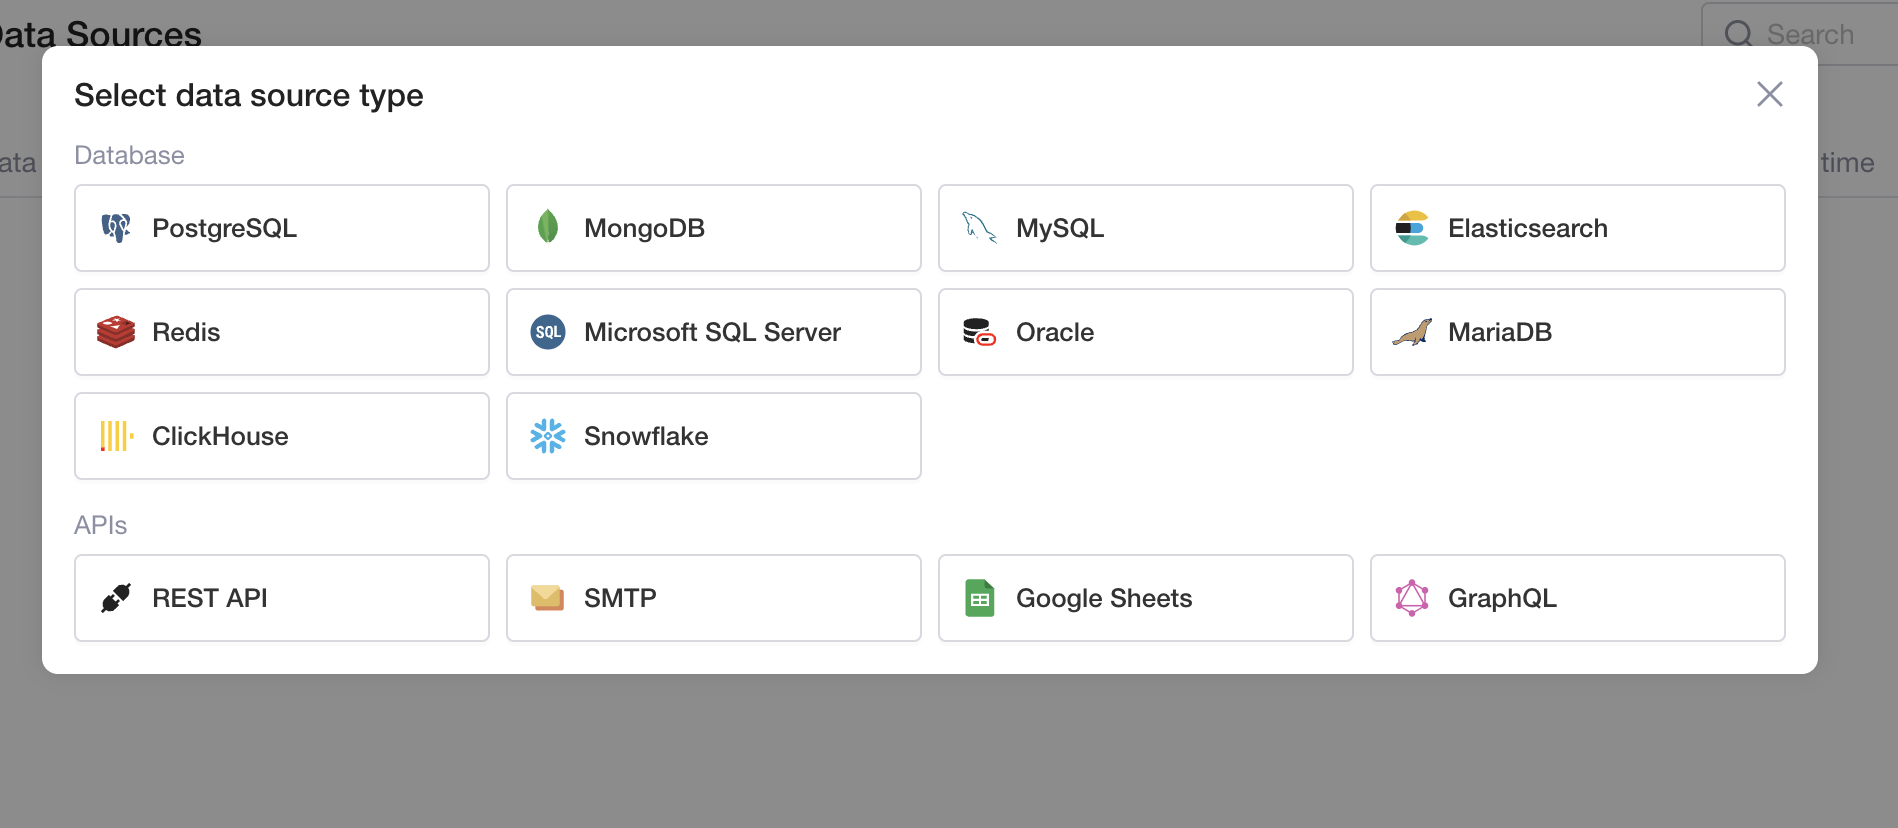 Data Sources
Search
Select data source type
Database
ata
time
PostgreSQL
MongoDB
MySQL
Elasticsearch
Redis
SQL
Microsoft SQL Server
Oracle
MariaDB
ClickHouse
Snowflake
APIs
REST API
SMTP
Google Sheets
GraphQL